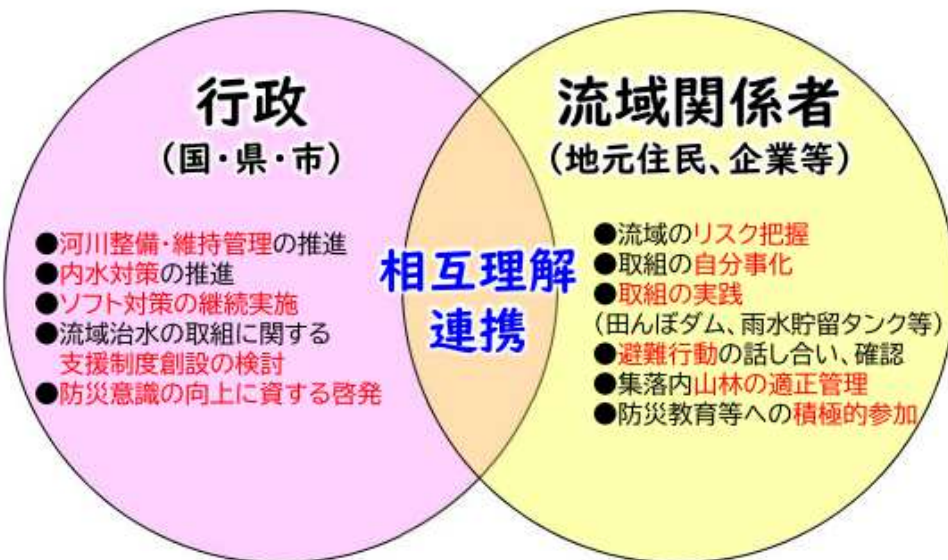 行政
(国・県・市)
●河川整備・維持管理の推進
●内水対策の推進
●ソフト対策の継続実施
●流域治水の取組に関する
支援制度創設の検討
●防災意識の向上に資する啓発
相互理解
連携
流域関係者
(地元住民、企業等)
●流域のリスク把握
●取組の自分事化
●取組の実践
(田んぼダム、雨水貯留タンク等)
●避難行動の話し合い、確認
●集落内山林の適正管理
●防災教育等への積極的参加